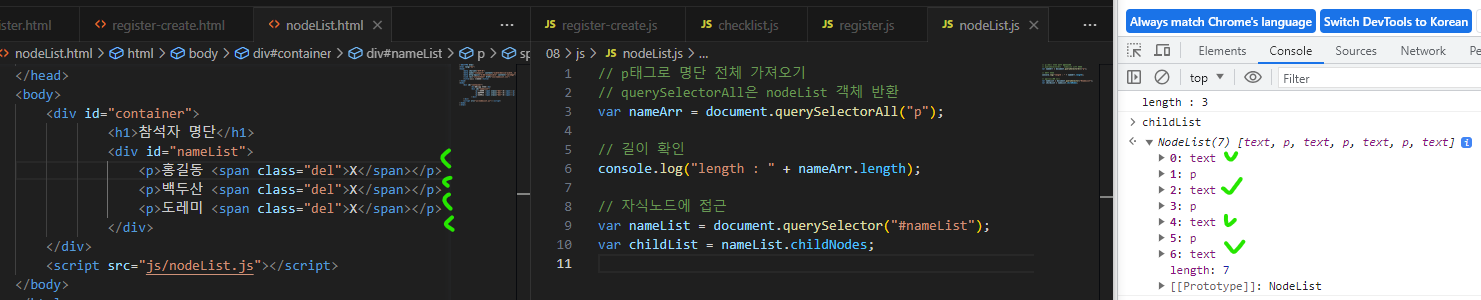 ister.html register-create.html nodeList.html ...
nodeList.html > html > body > div#container > div#nameList > p > sp
</head>
<body>
<div id="container">
<h1>참석자 명단</h1>
<div id="nameList">
<p>홍길동 <span class="del">X</span></p>
<p>백두산 <span class="del">X</span></p>
<p>도레미 <span class="del">X</span></p>
</div>
</div>
<script src="js/nodeList.js"></script>
</body>
JS register-create.js JS checklist.js JS register.js JS nodeList.js ...
08 > js > JS nodeList.js > ...
1 // p태그로 명단 전체 가져오기
2 // querySelectorAll은 nodeList 객체 반환
3 var nameArr = document.querySelectorAll("p");
4
5 // 길이 확인
6 console.log("length : " + nameArr.length);
7
8 // 자식노드에 접근
9 var nameList = document.querySelector("#nameList");
10 var childList = nameList.childNodes;
11
Always match Chrome's language Switch DevTools to Korean
Elements Console Sources Network Performance
top Filter
length : 3
childList
NodeList(7) [text, p, text, p, text, p, text]
0: text
1: p
2: text
3: p
4: text
5: p
6: text
length: 7
[[Prototype]]: NodeList